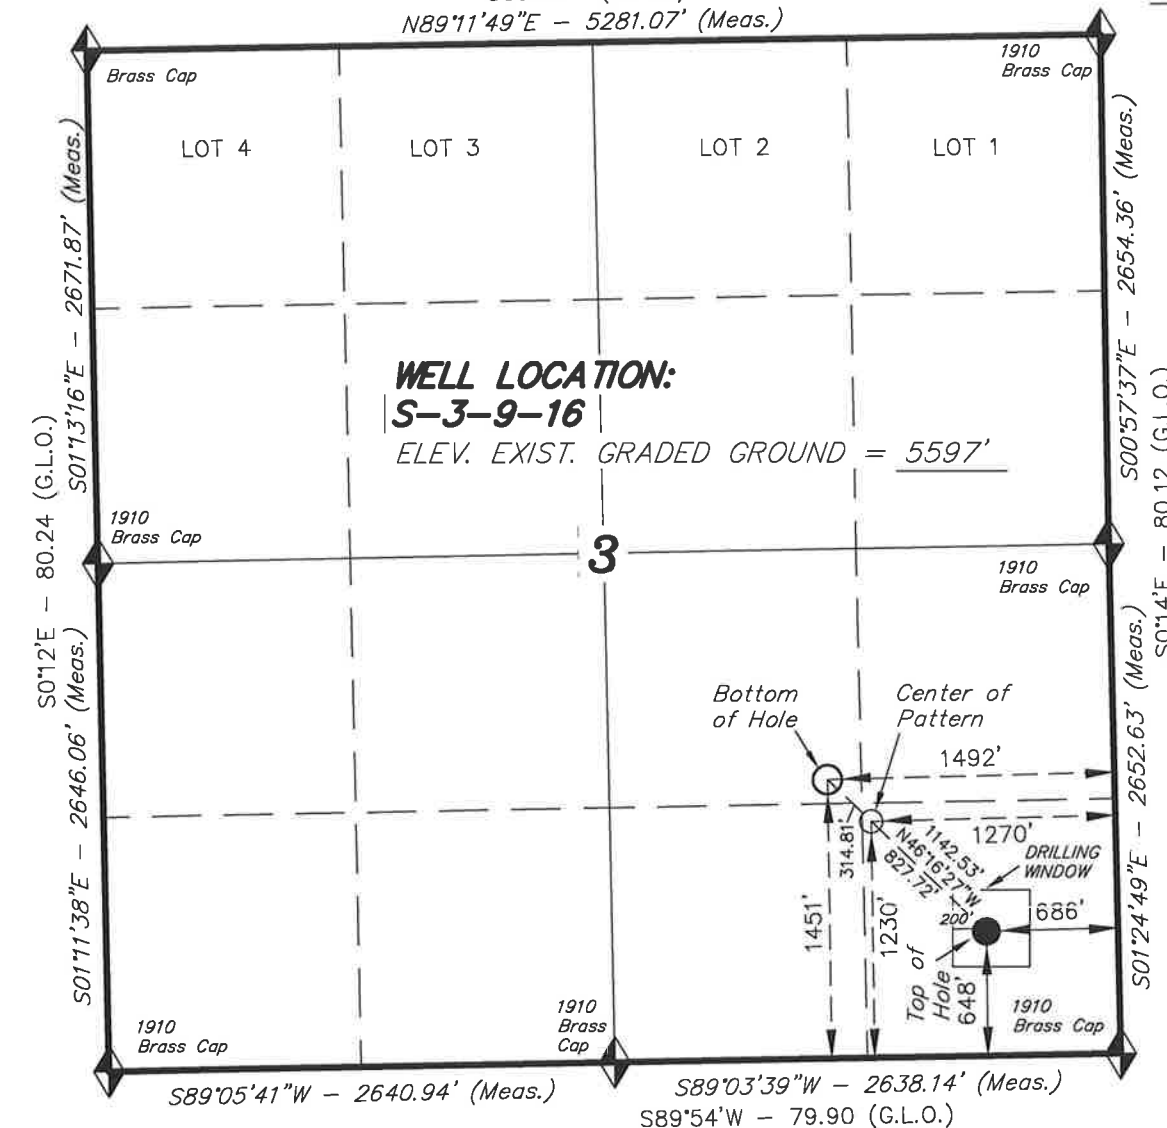 N89°11'49"E – 5281.07' (Meas.)
Brass Cap
1910
Brass Cap
LOT 4
LOT 3
LOT 2
LOT 1
S01°13'16"E – 2671.87' (Meas.)
S00°57'37"E – 2654.36' (Meas.)
WELL LOCATION:
S–3–9–16
ELEV. EXIST. GRADED GROUND = 5597'
S0°12'E – 80.24 (G.L.O.)
S0°14'E – 80.12 (G.L.O.)
1910
Brass Cap
3
1910
Brass Cap
S01°11'38"E – 2646.06' (Meas.)
S01°24'49"E – 2652.63' (Meas.)
Bottom
of Hole
Center of
Pattern
1492'
1270'
314.81'
1142.53'
N46°16'27"W
827.72'
DRILLING
WINDOW
200'
686'
1451'
1230'
Top of
Hole
648'
1910
Brass Cap
1910
Brass
Cap
1910
Brass Cap
S89°05'41"W – 2640.94' (Meas.)
S89°03'39"W – 2638.14' (Meas.)
S89°54'W – 79.90 (G.L.O.)